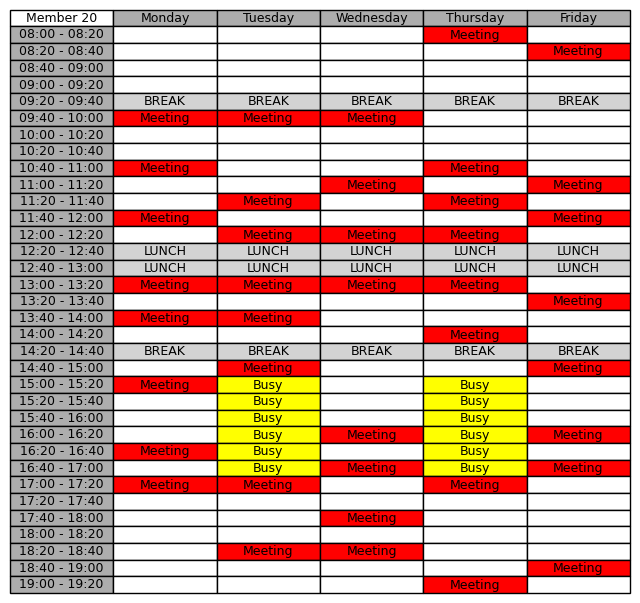 Member 20 Monday Tuesday Wednesday Thursday Friday
08:00 - 08:20 Meeting
08:20 - 08:40 Meeting
08:40 - 09:00
09:00 - 09:20
09:20 - 09:40 BREAK BREAK BREAK BREAK BREAK
09:40 - 10:00 Meeting Meeting Meeting
10:00 - 10:20
10:20 - 10:40
10:40 - 11:00 Meeting Meeting
11:00 - 11:20 Meeting Meeting
11:20 - 11:40 Meeting Meeting
11:40 - 12:00 Meeting Meeting
12:00 - 12:20 Meeting Meeting Meeting
12:20 - 12:40 LUNCH LUNCH LUNCH LUNCH LUNCH
12:40 - 13:00 LUNCH LUNCH LUNCH LUNCH LUNCH
13:00 - 13:20 Meeting Meeting Meeting Meeting
13:20 - 13:40 Meeting
13:40 - 14:00 Meeting Meeting
14:00 - 14:20 Meeting
14:20 - 14:40 BREAK BREAK BREAK BREAK BREAK
14:40 - 15:00 Meeting Meeting
15:00 - 15:20 Meeting Busy Busy
15:20 - 15:40 Busy Busy
15:40 - 16:00 Busy Busy
16:00 - 16:20 Busy Meeting Busy Meeting
16:20 - 16:40 Meeting Busy Busy
16:40 - 17:00 Busy Meeting Busy Meeting
17:00 - 17:20 Meeting Meeting Meeting
17:20 - 17:40
17:40 - 18:00 Meeting
18:00 - 18:20
18:20 - 18:40 Meeting Meeting
18:40 - 19:00 Meeting
19:00 - 19:20 Meeting